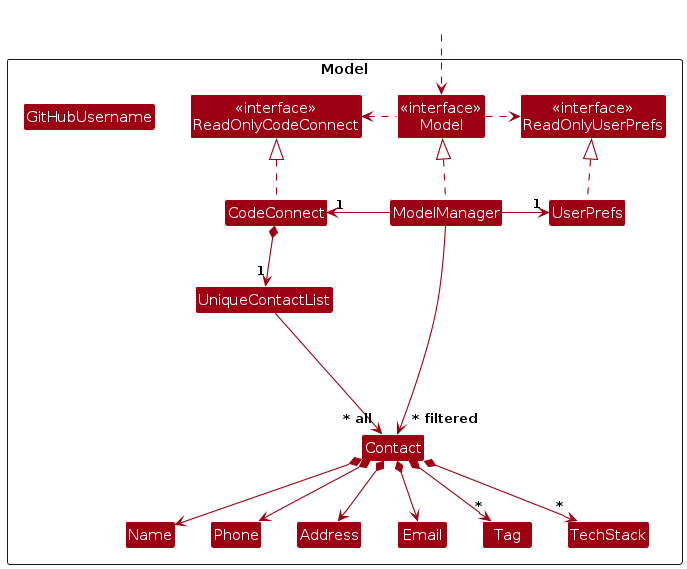 Model
GitHubUsername
«interface»
ReadOnlyCodeConnect
«interface»
Model
«interface»
ReadOnlyUserPrefs
CodeConnect
1
ModelManager
1
UserPrefs
1
UniqueContactList
* all
* filtered
Contact
*
*
Name
Phone
Address
Email
Tag
TechStack